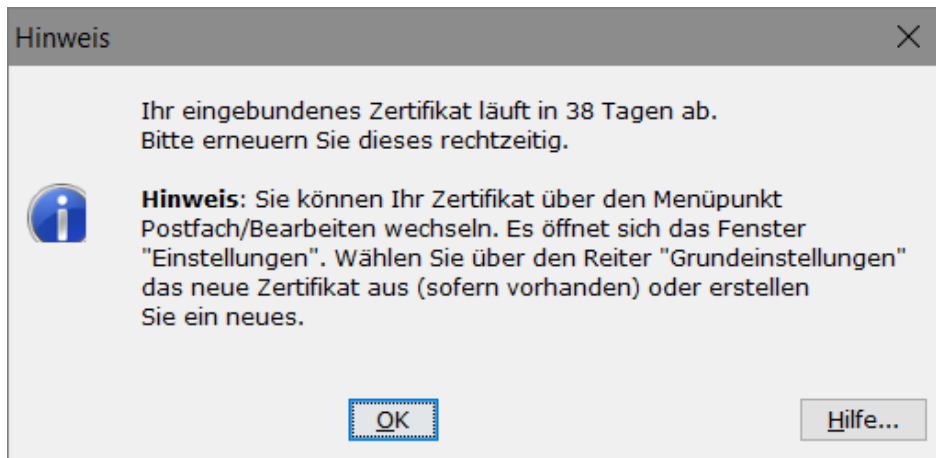 Hinweis
Ihr eingebundenes Zertifikat läuft in 38 Tagen ab.
Bitte erneuern Sie dieses rechtzeitig.
Hinweis: Sie können Ihr Zertifikat über den Menüpunkt
Postfach/Bearbeiten wechseln. Es öffnet sich das Fenster
"Einstellungen". Wählen Sie über den Reiter "Grundeinstellungen"
das neue Zertifikat aus (sofern vorhanden) oder erstellen
Sie ein neues.
OK
Hilfe...